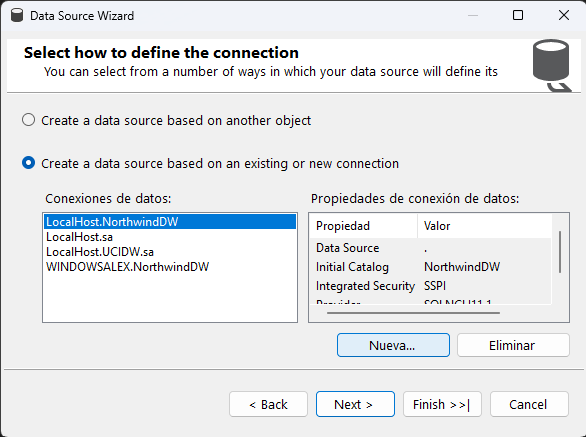 Data Source Wizard
Select how to define the connection
You can select from a number of ways in which your data source will define its
Create a data source based on another object
Create a data source based on an existing or new connection
Conexiones de datos:
Propiedades de conexión de datos:
LocalHost.NorthwindDW
LocalHost.sa
LocalHost.UCIDW.sa
WINDOWSALEX.NorthwindDW
Propiedad Valor
Data Source .
Initial Catalog NorthwindDW
Integrated Security SSPI
Provider SQLNCLI11.1
Nueva... Eliminar
< Back Next > Finish >>| Cancel